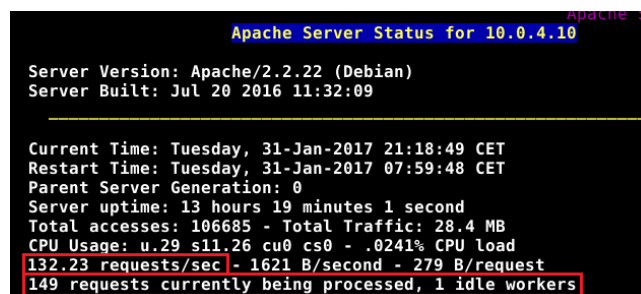 Apache
Apache Server Status for 10.0.4.10
Server Version: Apache/2.2.22 (Debian)
Server Built: Jul 20 2016 11:32:09
Current Time: Tuesday, 31-Jan-2017 21:18:49 CET
Restart Time: Tuesday, 31-Jan-2017 07:59:48 CET
Parent Server Generation: 0
Server uptime: 13 hours 19 minutes 1 second
Total accesses: 106685 - Total Traffic: 28.4 MB
CPU Usage: u.29 s11.26 cu0 cs0 - .0241% CPU load
132.23 requests/sec - 1621 B/second - 279 B/request
149 requests currently being processed, 1 idle workers